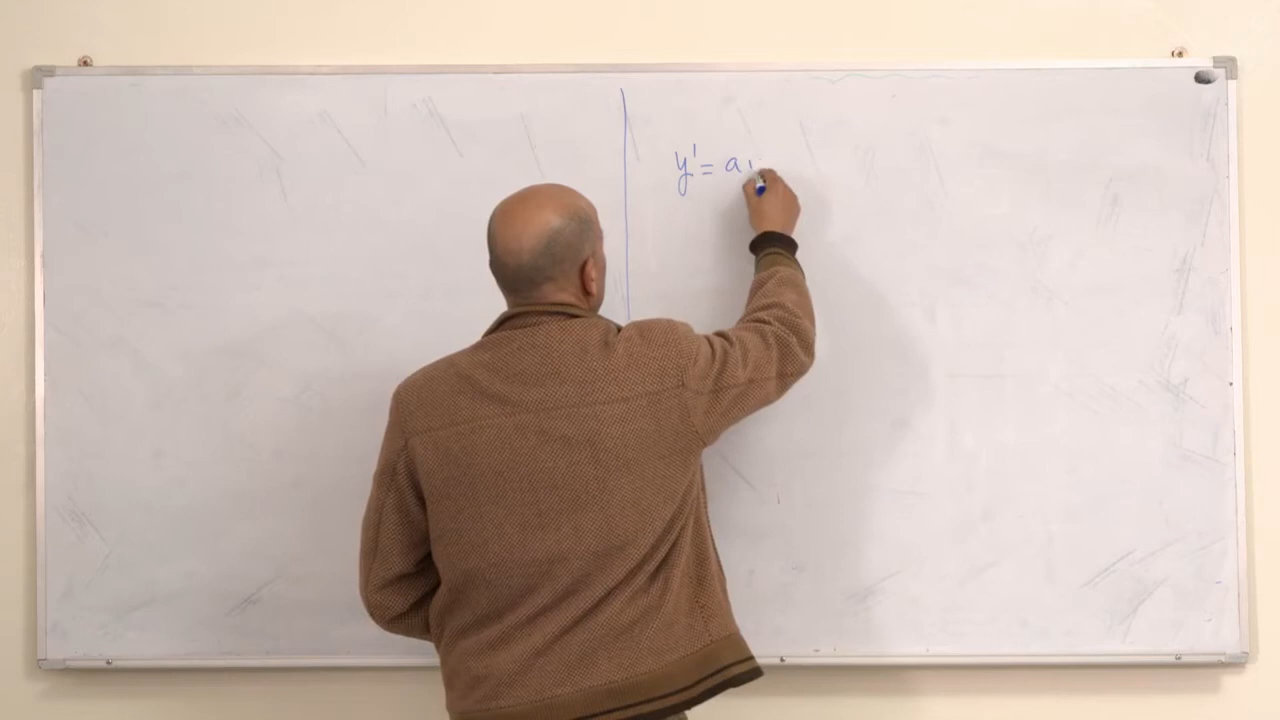 y' = a